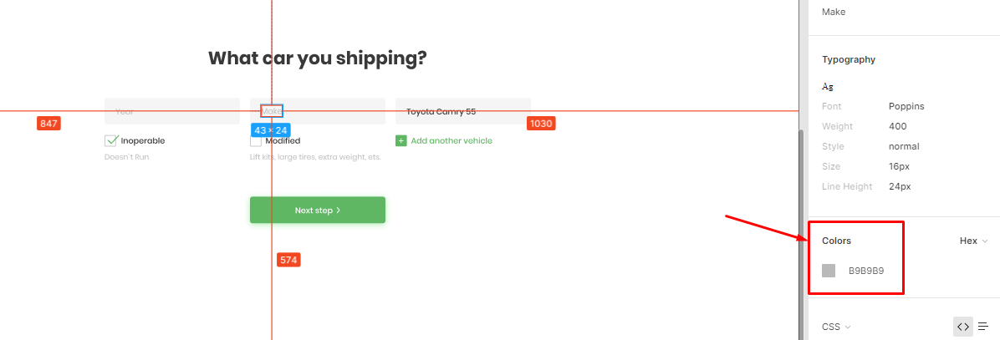 Make
What car you shipping?
Typography
Ag
Year
Make
Toyota Camry 55
Font Poppins
847
1030
43 × 24
Weight 400
Inoperable
Modified
Add another vehicle
Style normal
Doesn`t Run
Lift kits, large tires, extra weight, ets.
Size 16px
Line Height 24px
Next step
Colors
Hex
574
B9B9B9
CSS